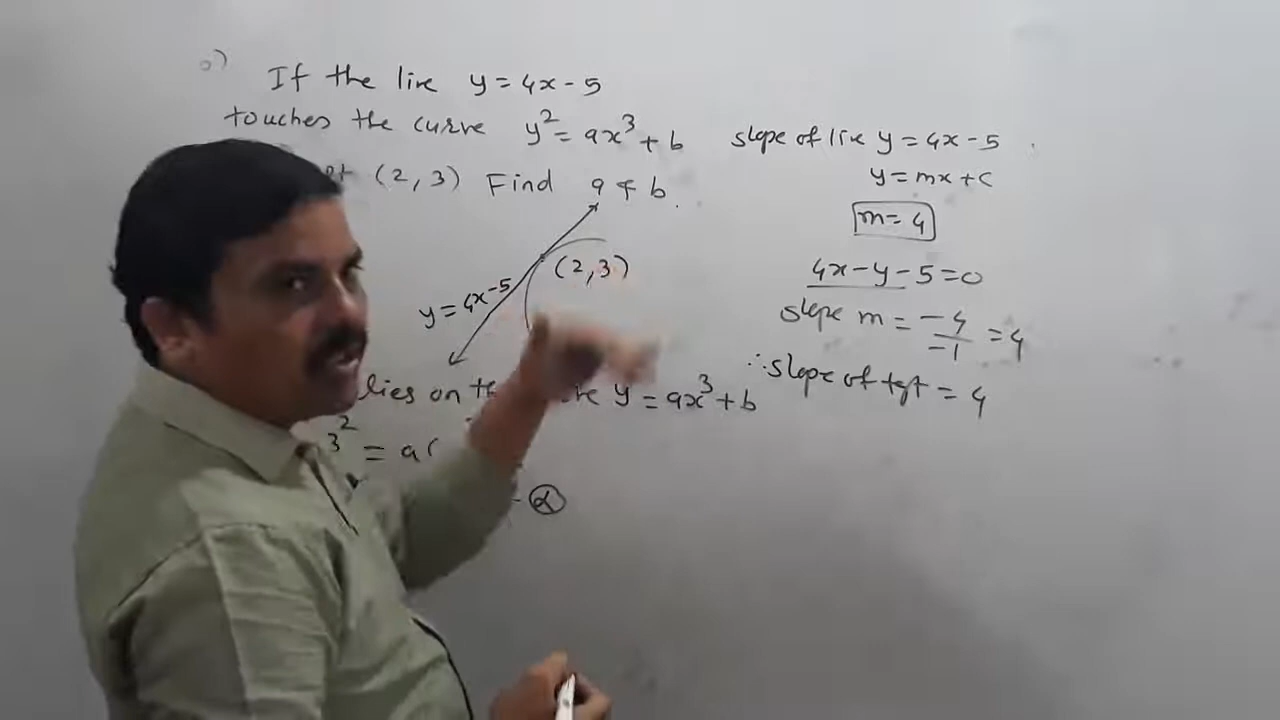 If the line y = 4x - 5
touches the curve y² = ax³ + b
(2, 3) Find a & b.
(2, 3)
y = 4x - 5
lies on y = ax³ + b
3² = a(
- α
slope of line y = 4x - 5
y = mx + c
m = 4
4x - y - 5 = 0
slope m = -4/-1 = 4
∴ slope of tgt = 4